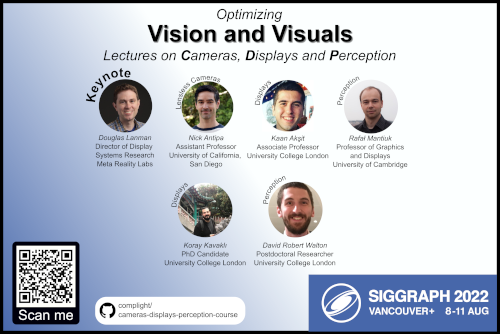 Optimizing
Vision and Visuals
Lectures on Cameras, Displays and Perception
Keynote
Lensless Cameras
Displays
Perception
Douglas Lanman
Director of Display
Systems Research
Meta Reality Labs
Nick Antipa
Assistant Professor
University of California,
San Diego
Kaan Akşit
Associate Professor
University College London
Rafał Mantiuk
Professor of Graphics
and Displays
University of Cambridge
Displays
Perception
Koray Kavaklı
PhD Candidate
University College London
David Robert Walton
Postdoctoral Researcher
University College London
Scan me
complight/
cameras-displays-perception-course
SIGGRAPH 2022
VANCOUVER+ 8-11 AUG